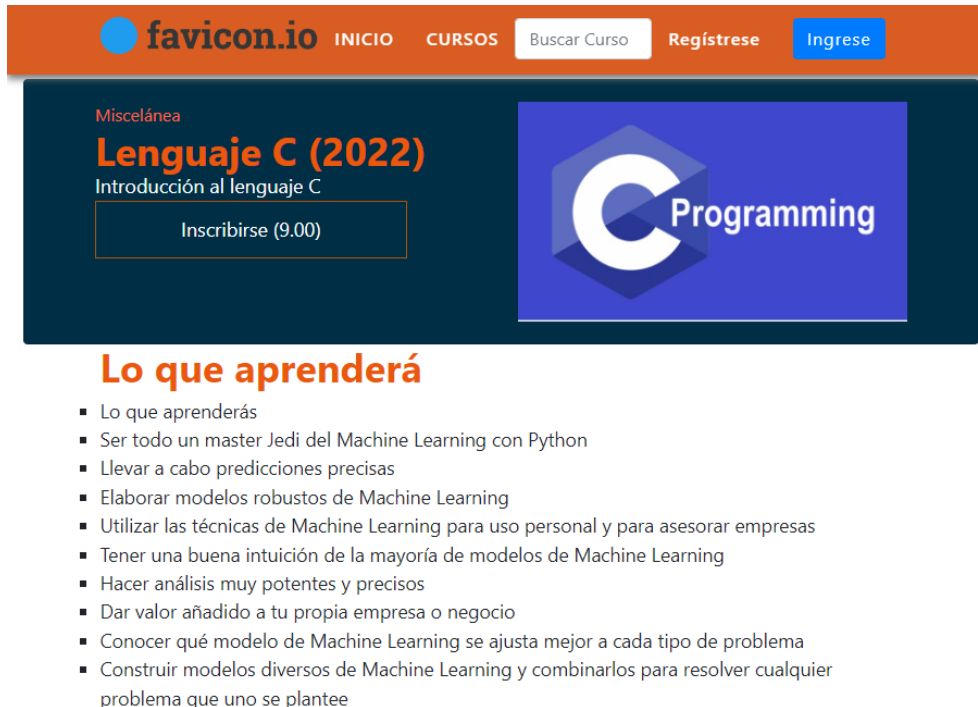 favicon.io INICIO CURSOS Buscar Curso Regístrese Ingrese
Miscelánea
Lenguaje C (2022)
Introducción al lenguaje C
Inscribirse (9.00)
C Programming
Lo que aprenderá
Lo que aprenderás
Ser todo un master Jedi del Machine Learning con Python
Llevar a cabo predicciones precisas
Elaborar modelos robustos de Machine Learning
Utilizar las técnicas de Machine Learning para uso personal y para asesorar empresas
Tener una buena intuición de la mayoría de modelos de Machine Learning
Hacer análisis muy potentes y precisos
Dar valor añadido a tu propia empresa o negocio
Conocer qué modelo de Machine Learning se ajusta mejor a cada tipo de problema
Construir modelos diversos de Machine Learning y combinarlos para resolver cualquier
problema que uno se plantee